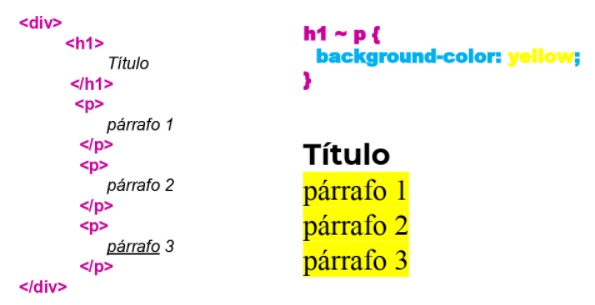 <div>
<h1>
Título
</h1>
<p>
párrafo 1
</p>
<p>
párrafo 2
</p>
<p>
párrafo 3
</p>
</div>
h1 ~ p {
background-color: yellow;
}
Título
párrafo 1
párrafo 2
párrafo 3